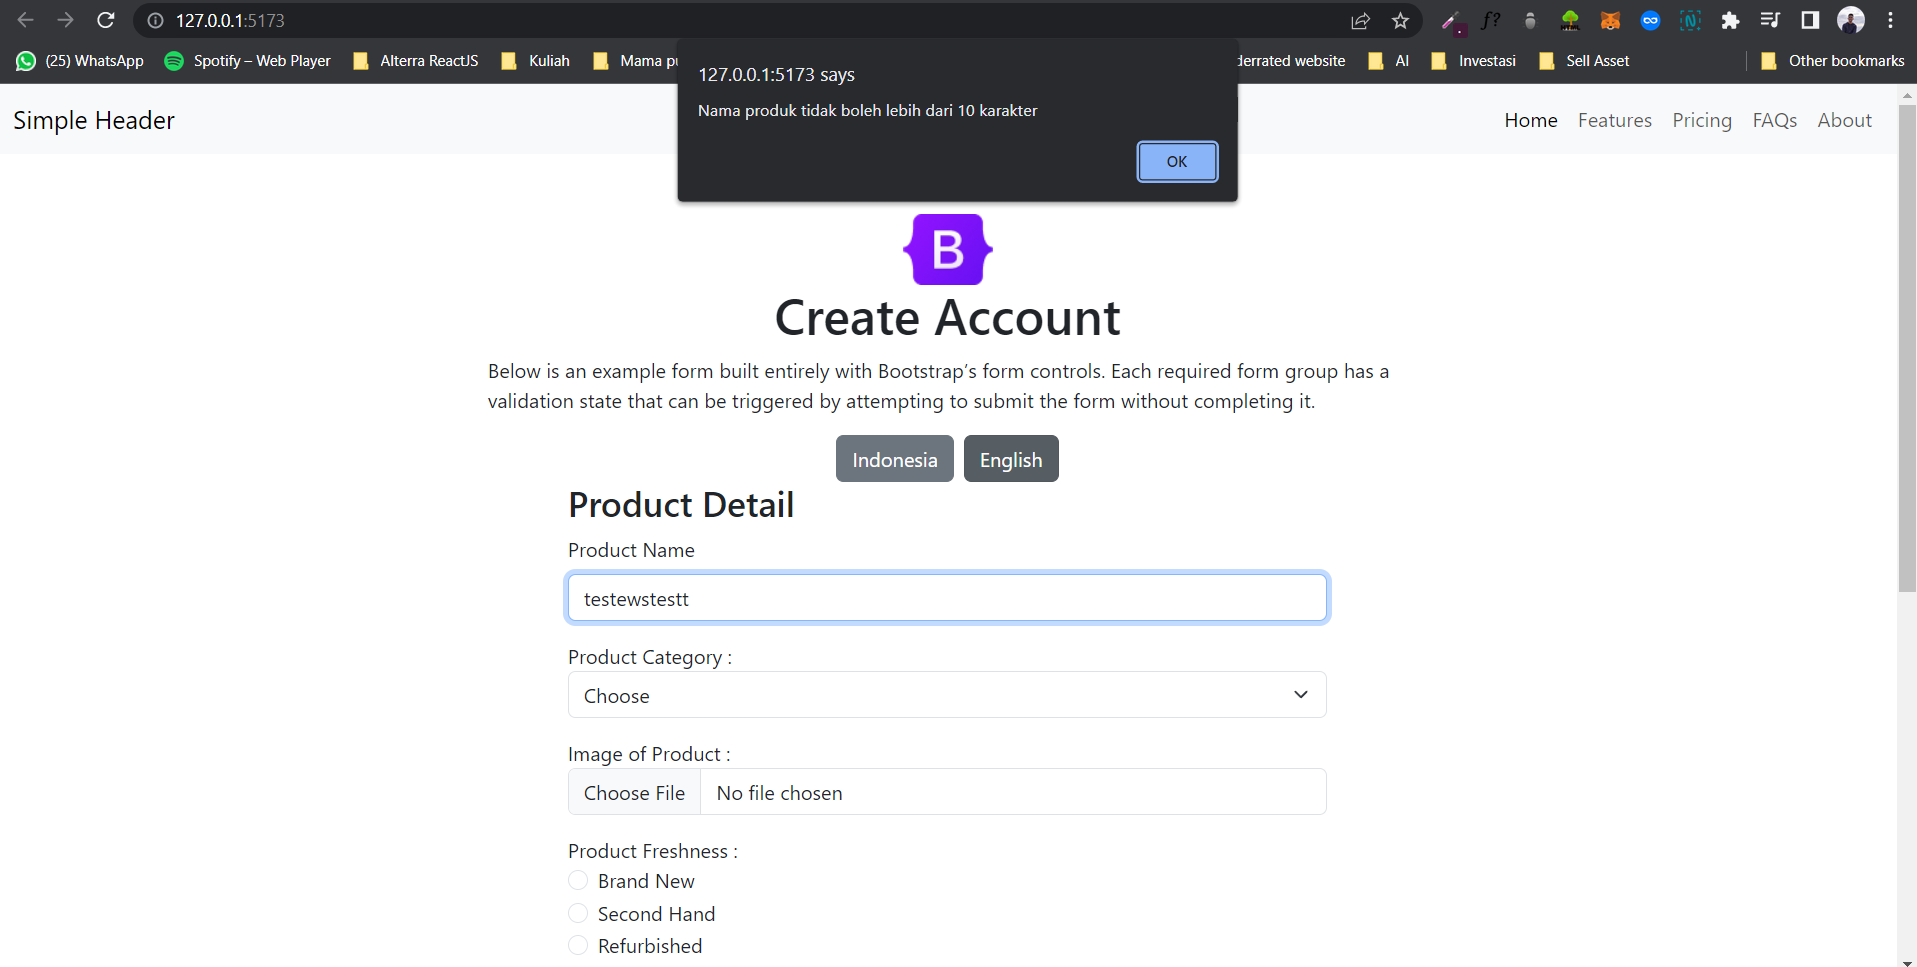 127.0.0.1:5173
(25) WhatsApp
Spotify – Web Player
Alterra ReactJS
Kuliah
Mama
AI
Investasi
Sell Asset
Other bookmarks
127.0.0.1:5173 says
Nama produk tidak boleh lebih dari 10 karakter
OK
Simple Header
Home
Features
Pricing
FAQs
About
B
Create Account
Below is an example form built entirely with Bootstrap’s form controls. Each required form group has a
validation state that can be triggered by attempting to submit the form without completing it.
Indonesia
English
Product Detail
Product Name
testewstestt
Product Category :
Choose
Image of Product :
Choose File
No file chosen
Product Freshness :
Brand New
Second Hand
Refurbished